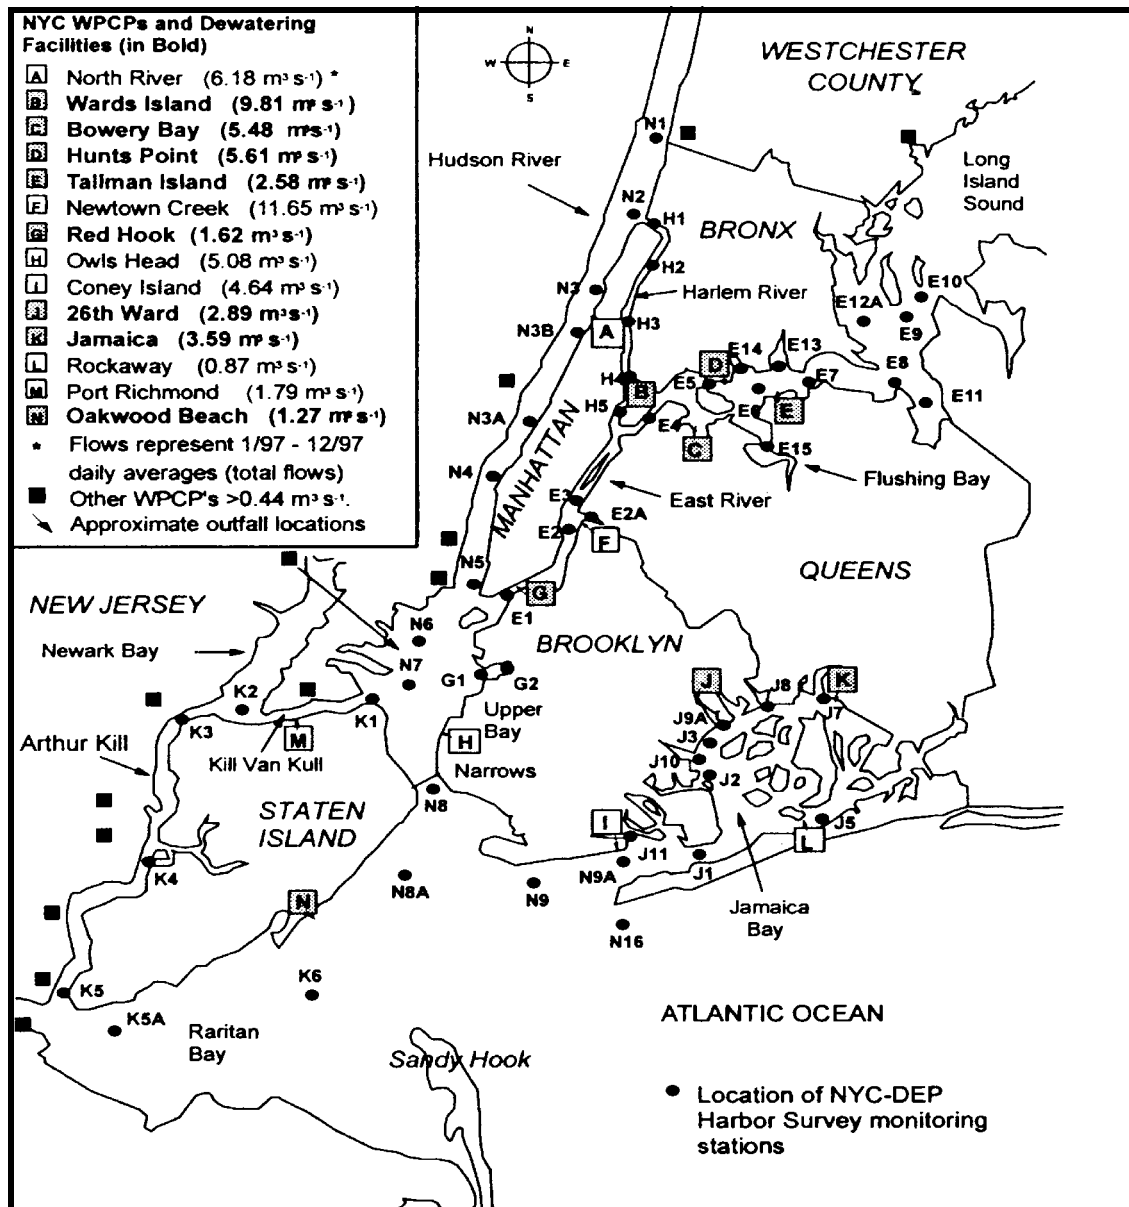 NYC WPCPs and Dewatering
Facilities (in Bold)
A North River (6.18 m³ s-¹) *
B Wards Island (9.81 m³ s-¹)
C Bowery Bay (5.48 m³s-¹)
D Hunts Point (5.61 m³ s-¹)
E Tallman Island (2.58 m³ s-¹)
F Newtown Creek (11.65 m³ s-¹)
G Red Hook (1.62 m³ s-¹)
H Owls Head (5.08 m³ s-¹)
I Coney Island (4.64 m³ s-¹)
J 26th Ward (2.89 m³s-¹)
K Jamaica (3.59 m³ s-¹)
L Rockaway (0.87 m³ s-¹)
M Port Richmond (1.79 m³ s-¹)
N Oakwood Beach (1.27 m³ s-¹)
* Flows represent 1/97 - 12/97
daily averages (total flows)
Other WPCP's >0.44 m³ s-¹.
Approximate outfall locations
N
W E
S
WESTCHESTER
COUNTY
N1
Hudson River
Long
Island
Sound
N2
H1
BRONX
H2
E10
N3
Harlem River
E12A
E9
H3
A
N3B
E14
E13
D
E8
H4
E5
E7
B
E6
E11
H5
E
N3A
E4
E15
C
MANHATTAN
N4
Flushing Bay
East River
E3
E2A
E2
F
QUEENS
N5
G
E1
NEW JERSEY
N6
BROOKLYN
Newark Bay
N7
G1
G2
J
K
J8
K2
Upper
Bay
J7
K1
J9A
K3
M
H
J3
Arthur Kill
Kill Van Kull
J10
Narrows
J2
N8
STATEN
ISLAND
I
J5
L
J11
K4
N8A
N9
N9A
J1
N
Jamaica
Bay
N16
K6
K5
K5A
Raritan
Bay
ATLANTIC OCEAN
Sandy Hook
Location of NYC-DEP
Harbor Survey monitoring
stations